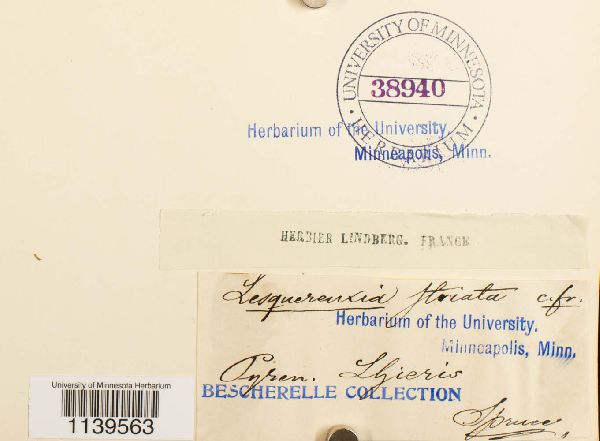 UNIVERSITY OF MINNESOTA
38940
· HERBARIUM ·
Herbarium of the University.
Minneapolis, Minn.
HERBIER LINDBERG. FRANCE
Lesquereuxia striata c.fr.
Herbarium of the University.
Minneapolis, Minn.
Pyren. Lhieris
BESCHERELLE COLLECTION
Spruce.
University of Minnesota Herbarium
1139563